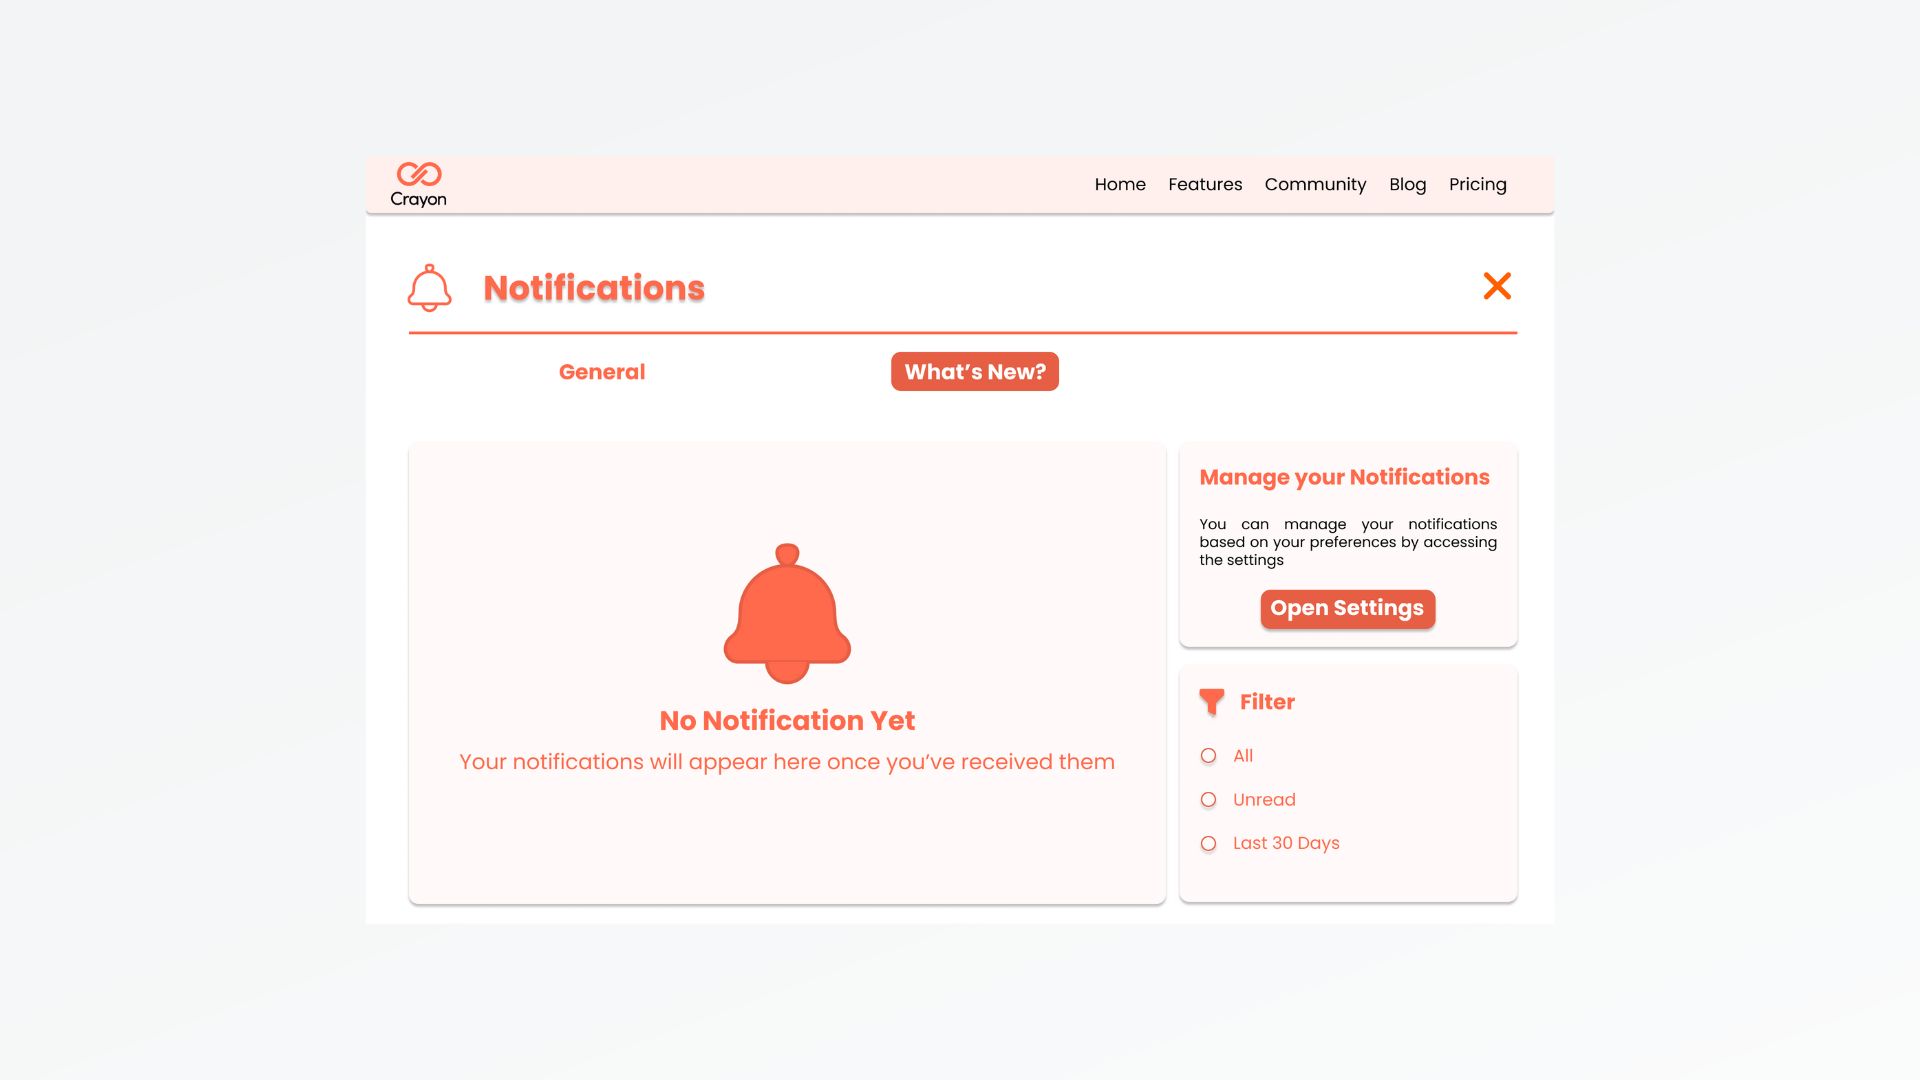 Crayon
Home Features Community Blog Pricing
Notifications
General What’s New?
No Notification Yet
Your notifications will appear here once you’ve received them
Manage your Notifications
You can manage your notifications
based on your preferences by accessing
the settings
Open Settings
Filter
All
Unread
Last 30 Days